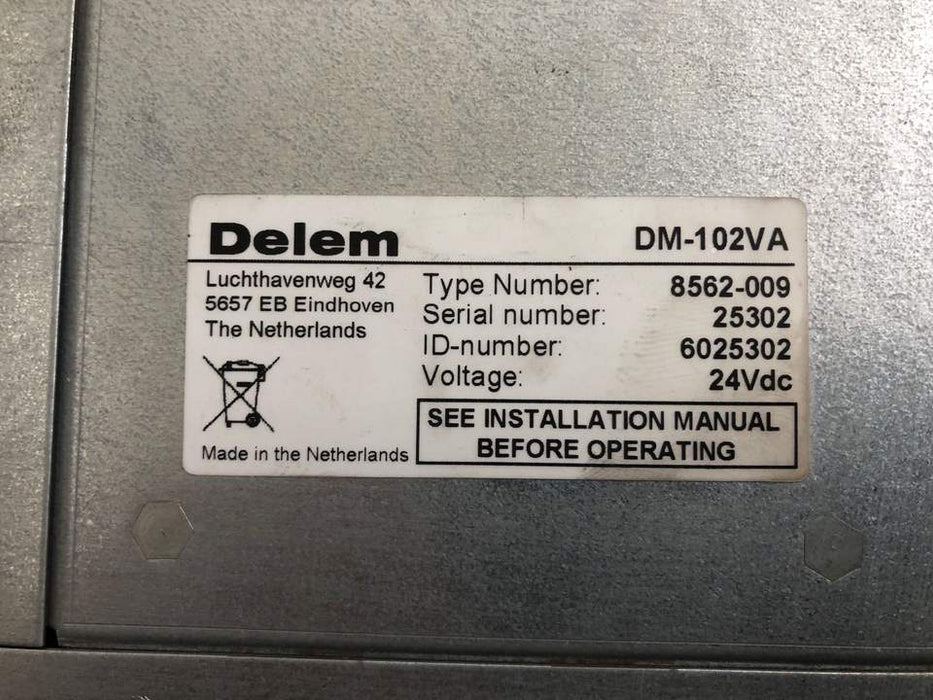 Delem
DM-102VA
Luchthavenweg 42
5657 EB Eindhoven
The Netherlands
Type Number: 8562-009
Serial number: 25302
ID-number: 6025302
Voltage: 24Vdc
Made in the Netherlands
SEE INSTALLATION MANUAL
BEFORE OPERATING